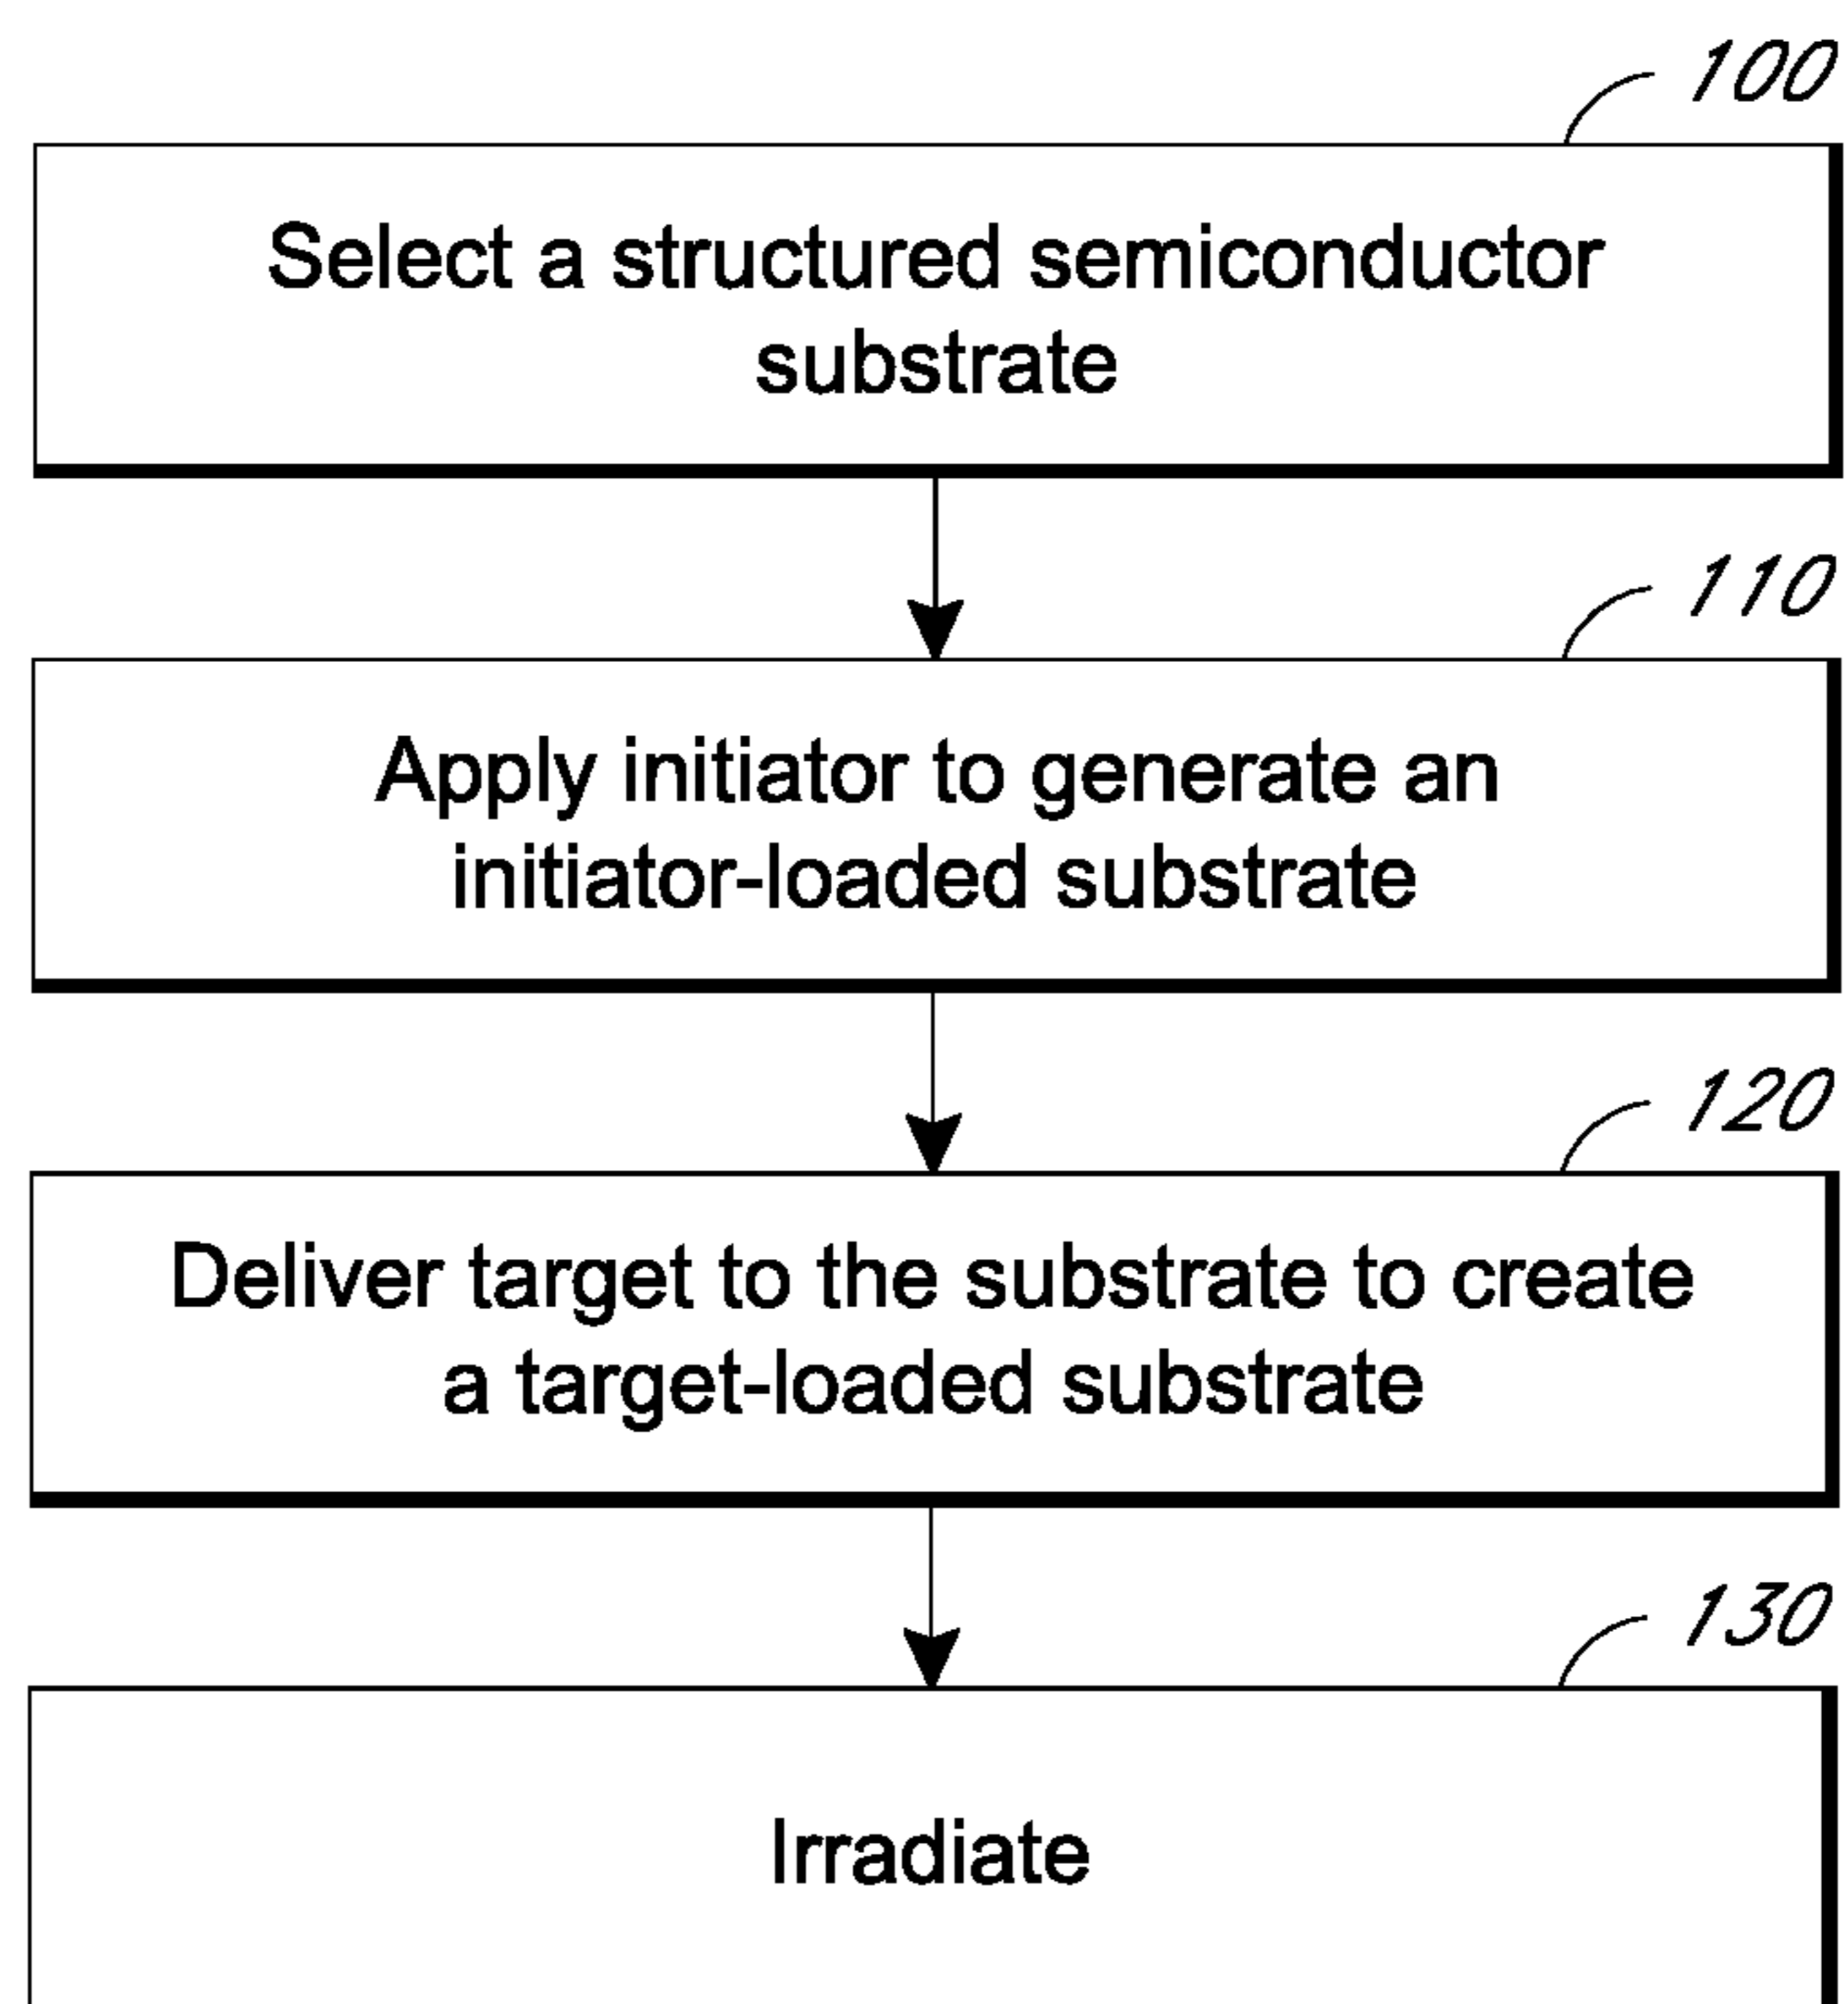 100
Select a structured semiconductor
substrate
110
Apply initiator to generate an
initiator-loaded substrate
120
Deliver target to the substrate to create
a target-loaded substrate
130
Irradiate